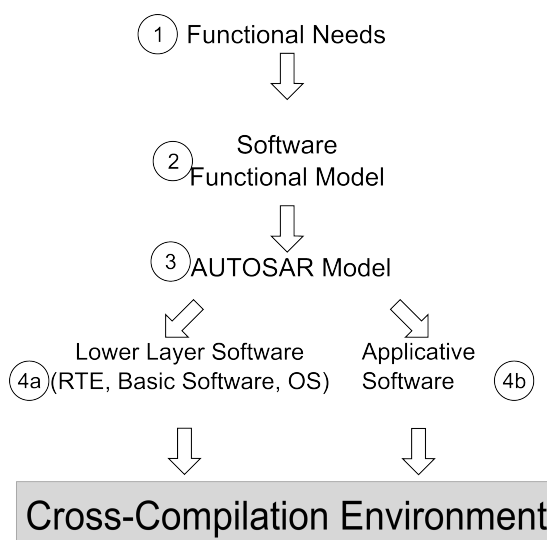 1 Functional Needs
Software
2 Functional Model
3 AUTOSAR Model
Lower Layer Software
4a (RTE, Basic Software, OS)
Applicative
Software 4b
Cross-Compilation Environment